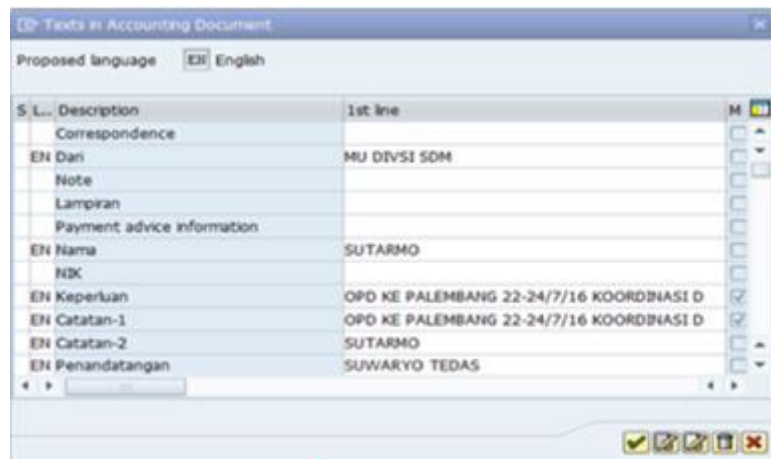 Texts in Accounting Document
Proposed language EN English
S L.. Description 1st line M
Correspondence
EN Dari MU DIVSI SDM
Note
Lampiran
Payment advice information
EN Nama SUTARMO
NIK
EN Keperluan OPD KE PALEMBANG 22-24/7/16 KOORDINASI D
EN Catatan-1 OPD KE PALEMBANG 22-24/7/16 KOORDINASI D
EN Catatan-2 SUTARMO
EN Penandatangan SUWARYO TEDAS